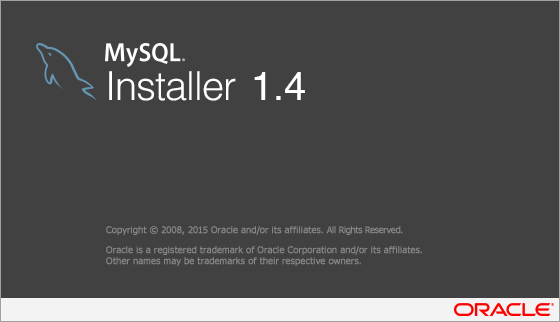 MySQL.
Installer 1.4
Copyright © 2008, 2015 Oracle and/or its affiliates. All Rights Reserved.
Oracle is a registered trademark of Oracle Corporation and/or its affiliates.
Other names may be trademarks of their respective owners.
ORACLE